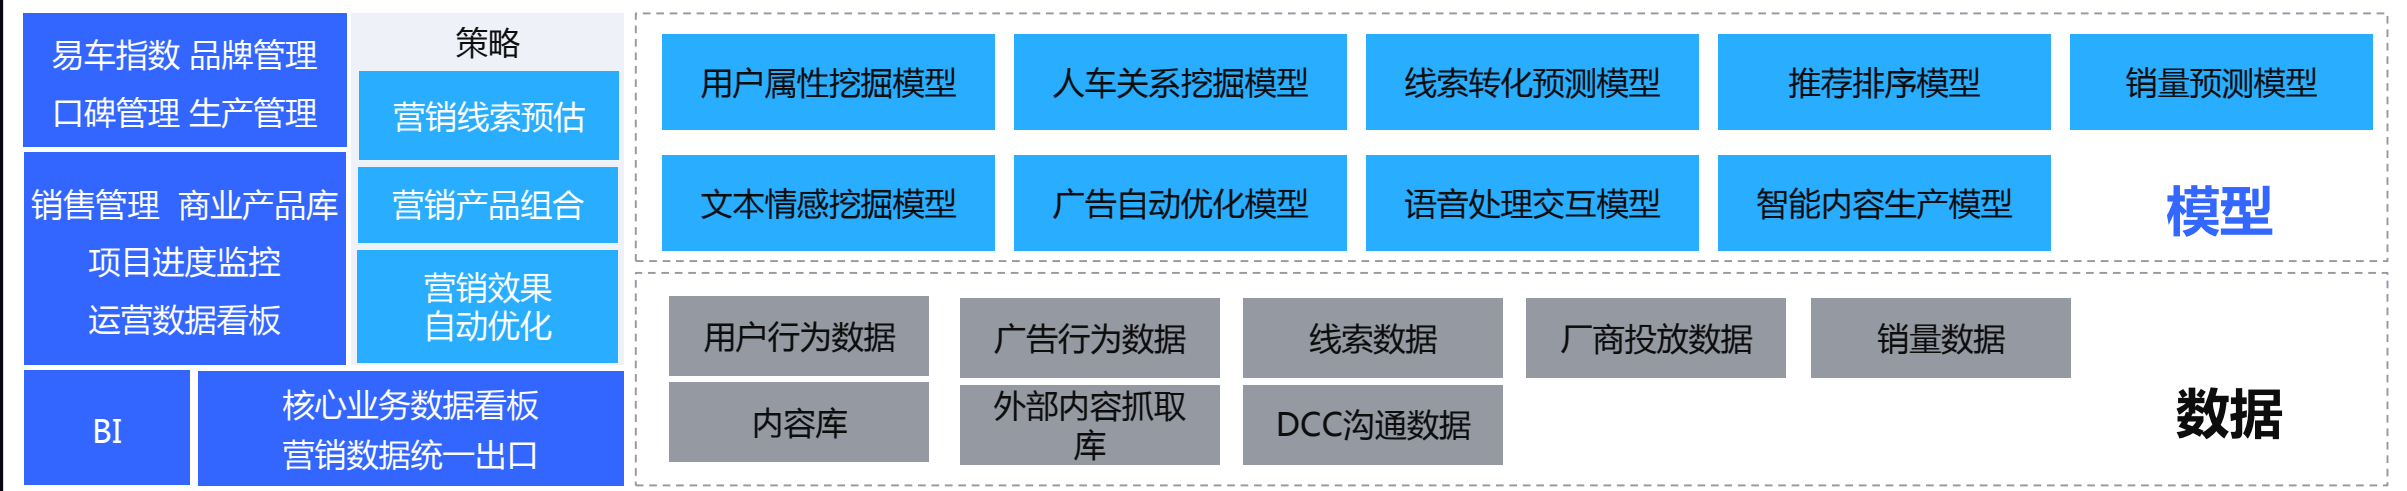 易车指数 品牌管理
口碑管理 生产管理
销售管理 商业产品库
项目进度监控
运营数据看板
策略
营销线索预估
营销产品组合
营销效果
自动优化
BI
核心业务数据看板
营销数据统一出口
用户属性挖掘模型
人车关系挖掘模型
线索转化预测模型
推荐排序模型
销量预测模型
文本情感挖掘模型
广告自动优化模型
语音处理交互模型
智能内容生产模型
模型
用户行为数据
广告行为数据
线索数据
厂商投放数据
销量数据
内容库
外部内容抓取
库
DCC沟通数据
数据